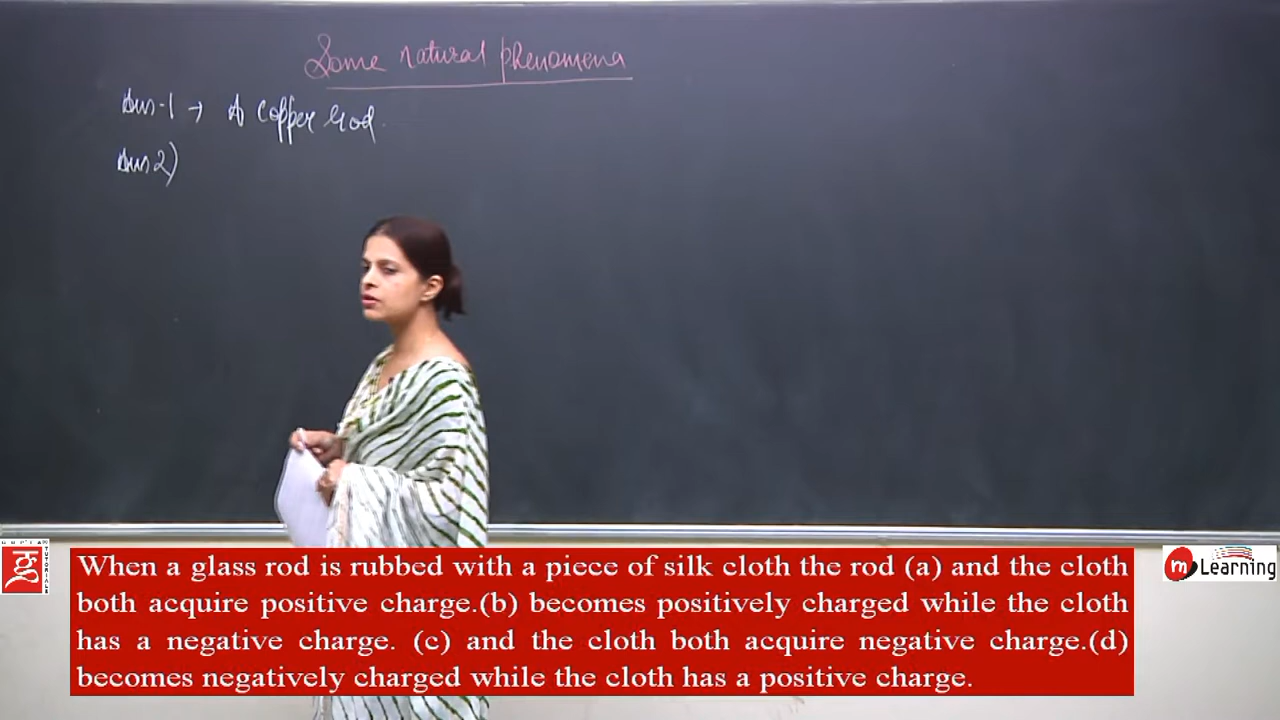 Some natural phenomena
Ans-1 → A Copper rod.
Ans 2)
When a glass rod is rubbed with a piece of silk cloth the rod (a) and the cloth
both acquire positive charge.(b) becomes positively charged while the cloth
has a negative charge. (c) and the cloth both acquire negative charge.(d)
becomes negatively charged while the cloth has a positive charge.
ह
TUTORIALS
m Learning